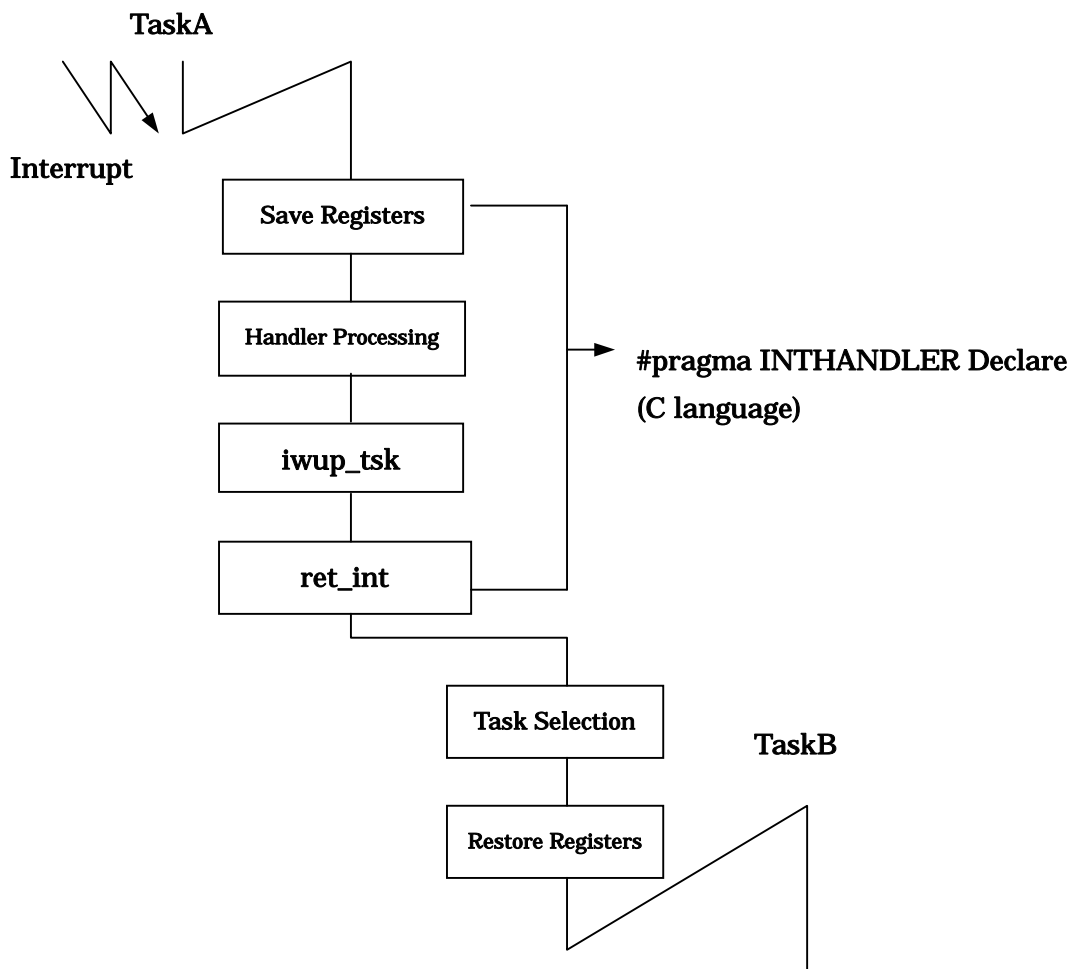 TaskA
Interrupt
Save Registers
Handler Processing
#pragma INTHANDLER Declare
(C language)
iwup_tsk
ret_int
Task Selection
TaskB
Restore Registers